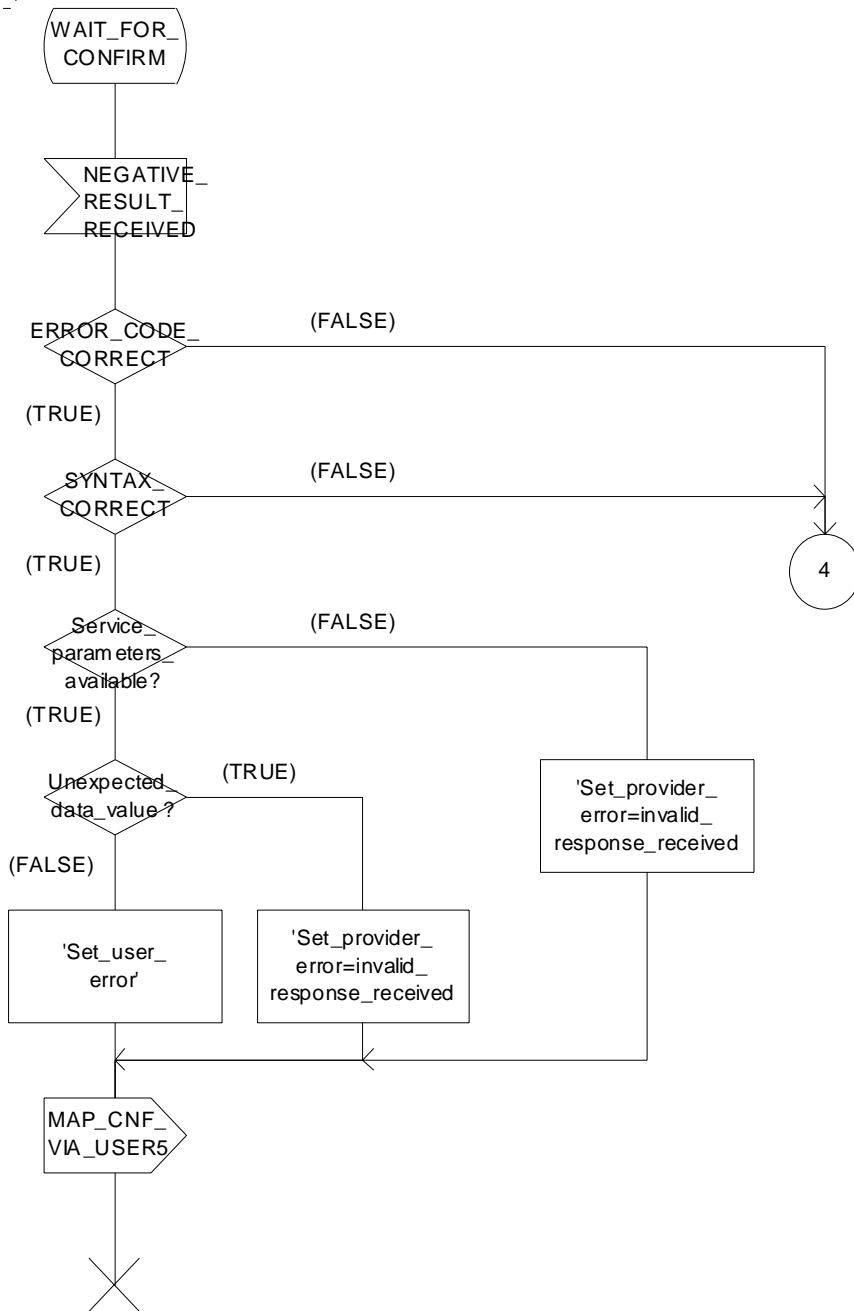 WAIT_FOR_
CONFIRM
NEGATIVE_
RESULT_
RECEIVED
ERROR_CODE_
CORRECT
(FALSE)
(TRUE)
SYNTAX_
CORRECT
(FALSE)
(TRUE)
4
Service_
parameters_
available?
(FALSE)
(TRUE)
Unexpected_
data_value ?
(TRUE)
(FALSE)
'Set_provider_
error=invalid_
response_received
'Set_user_
error'
'Set_provider_
error=invalid_
response_received
MAP_CNF_
VIA_USER5